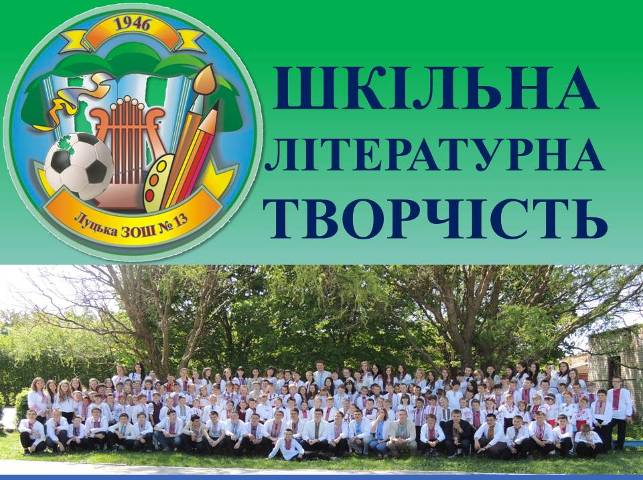 1946
Луцька ЗОШ № 13
ШКІЛЬНА
ЛІТЕРАТУРНА
ТВОРЧІСТЬ